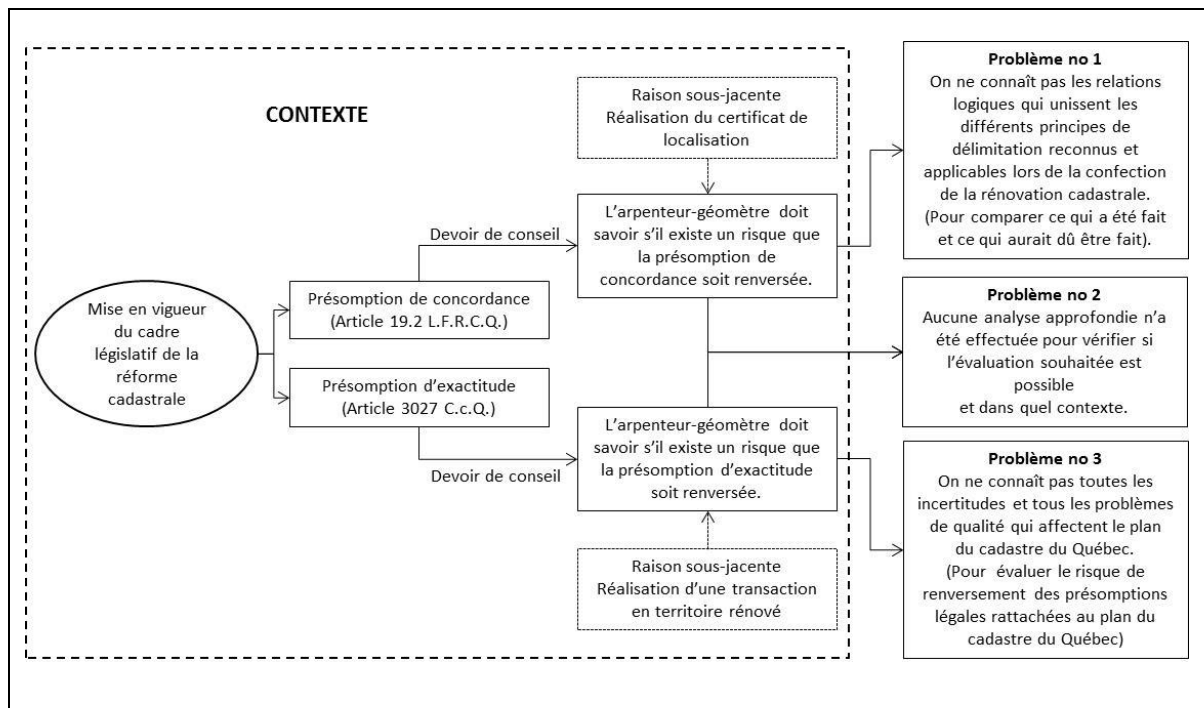 CONTEXTE
Mise en vigueur
du cadre
législatif de la
réforme
cadastrale
Présomption de concordance
(Article 19.2 L.F.R.C.Q.)
Présomption d’exactitude
(Article 3027 C.c.Q.)
Devoir de conseil
Devoir de conseil
Raison sous-jacente
Réalisation du certificat de
localisation
L’arpenteur-géomètre doit
savoir s’il existe un risque que
la présomption de
concordance soit renversée.
L’arpenteur-géomètre doit
savoir s’il existe un risque que
la présomption d’exactitude
soit renversée.
Raison sous-jacente
Réalisation d’une transaction
en territoire rénové
Problème no 1
On ne connaît pas les relations
logiques qui unissent les
différents principes de
délimitation reconnus et
applicables lors de la confection
de la rénovation cadastrale.
(Pour comparer ce qui a été fait
et ce qui aurait dû être fait).
Problème no 2
Aucune analyse approfondie n’a
été effectuée pour vérifier si
l’évaluation souhaitée est
possible
et dans quel contexte.
Problème no 3
On ne connaît pas toutes les
incertitudes et tous les problèmes
de qualité qui affectent le plan
du cadastre du Québec.
(Pour évaluer le risque de
renversement des présomptions
légales rattachées au plan du
cadastre du Québec)